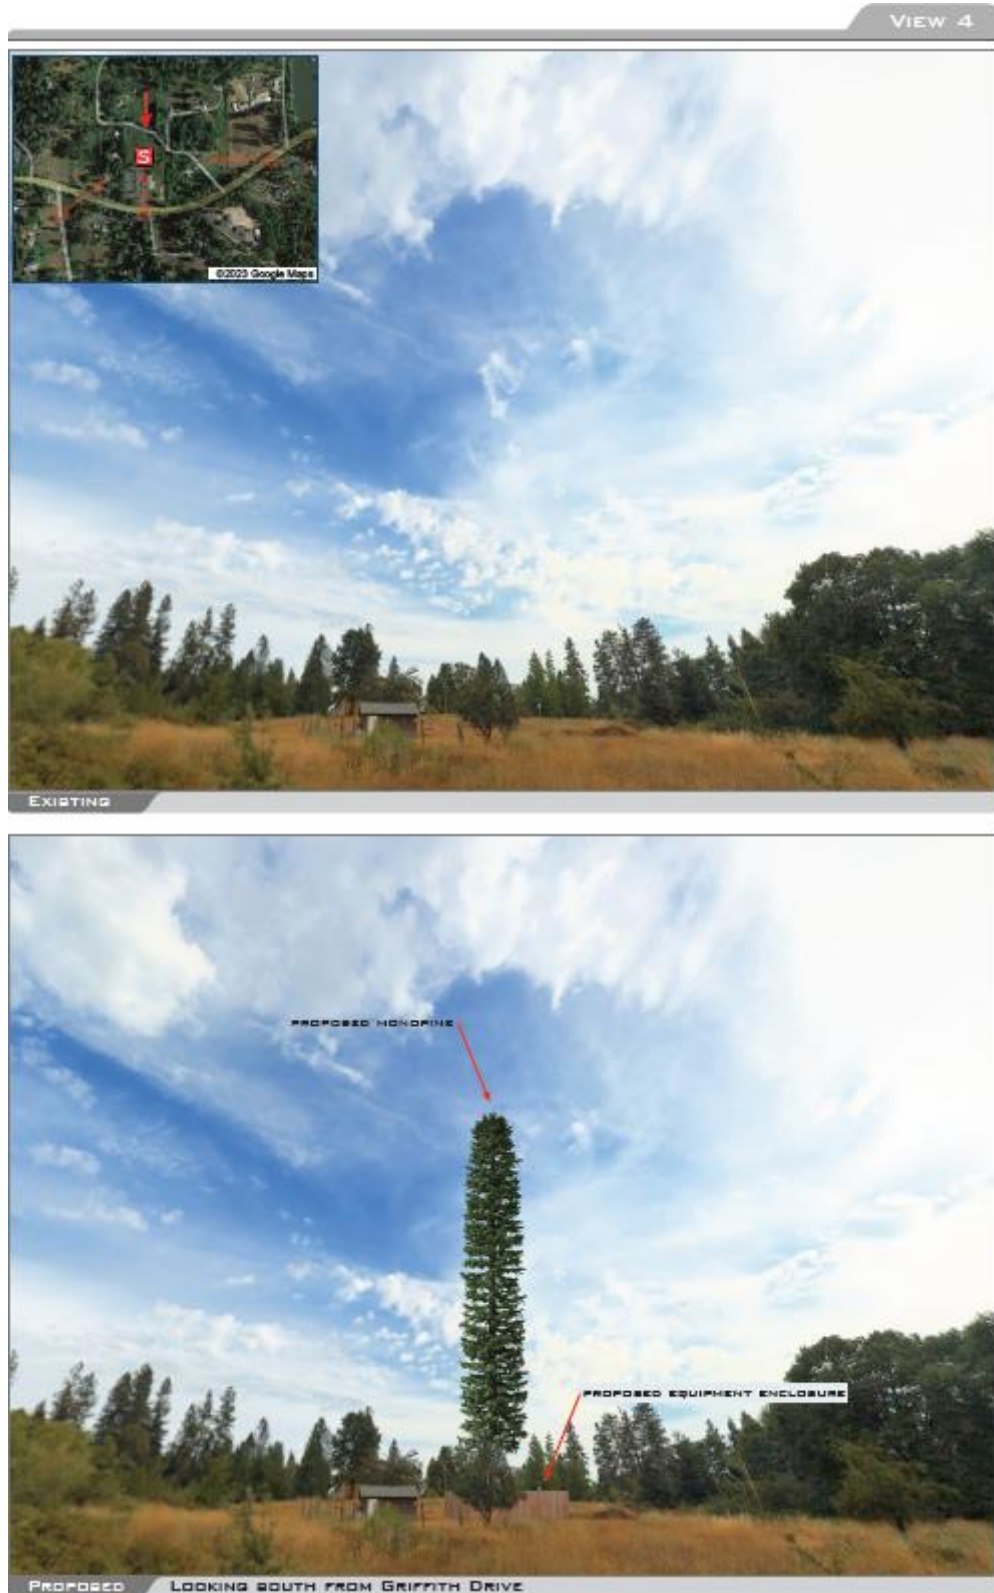 VIEW 4
S
©2023 Google Maps
EXISTING
PROPOSED MONOPINE
PROPOSED EQUIPMENT ENCLOSURE
PROPOSED LOOKING SOUTH FROM GRIFFITH DRIVE